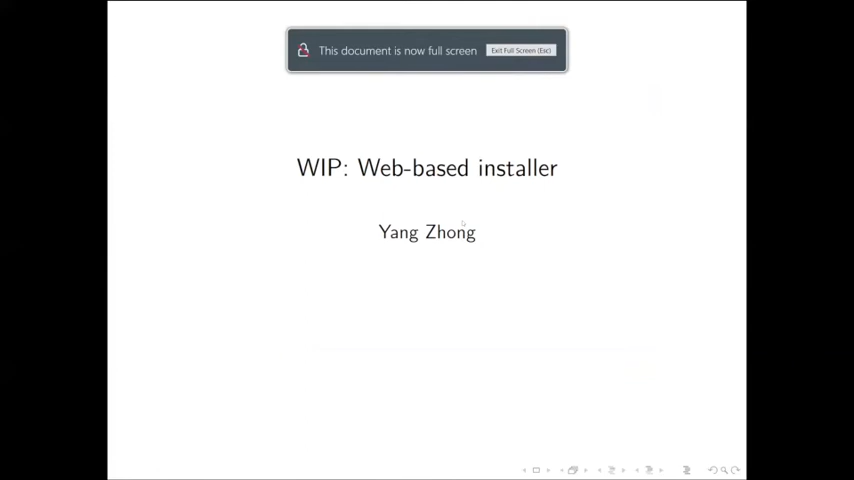 This document is now full screen Exit Full Screen (Esc)
WIP: Web-based installer
Yang Zhong